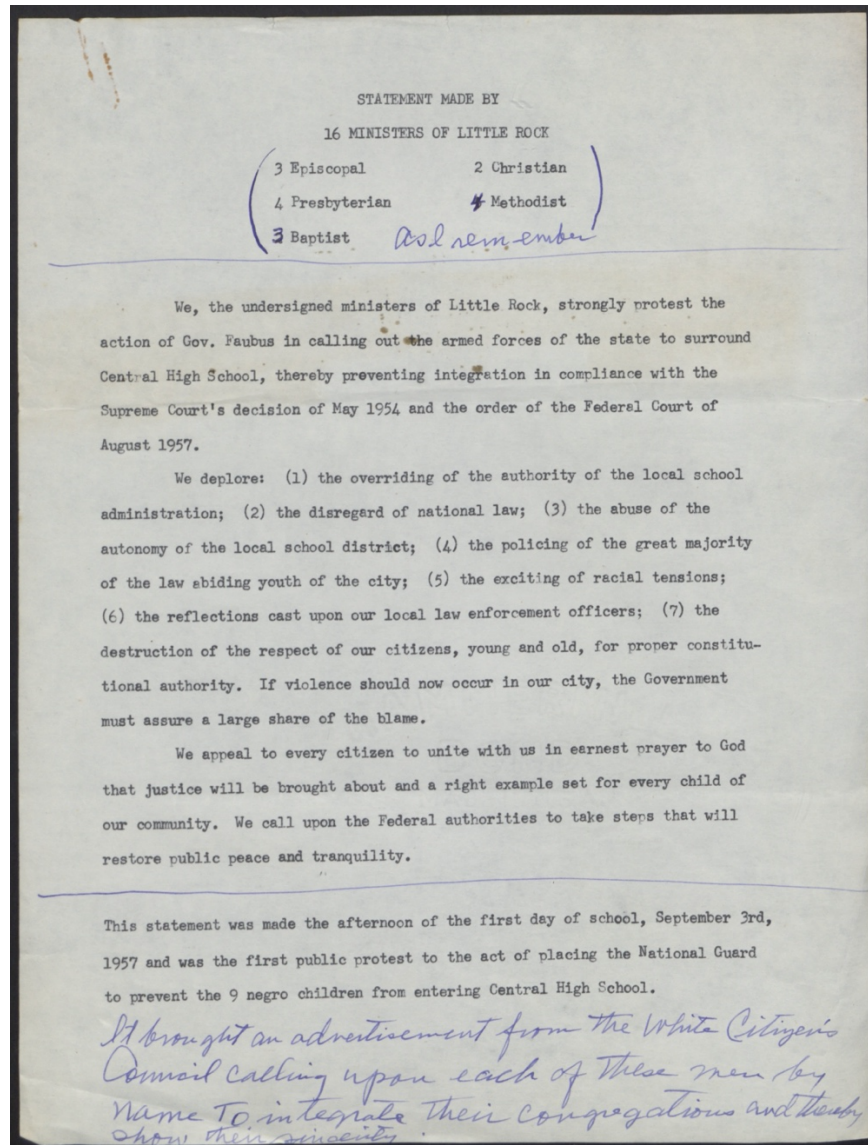 STATEMENT MADE BY
16 MINISTERS OF LITTLE ROCK
3 Episcopal 2 Christian
4 Presbyterian 4 Methodist
3 Baptist as I remember
We, the undersigned ministers of Little Rock, strongly protest the
action of Gov. Faubus in calling out the armed forces of the state to surround
Central High School, thereby preventing integration in compliance with the
Supreme Court's decision of May 1954 and the order of the Federal Court of
August 1957.
We deplore: (1) the overriding of the authority of the local school
administration; (2) the disregard of national law; (3) the abuse of the
autonomy of the local school district; (4) the policing of the great majority
of the law abiding youth of the city; (5) the exciting of racial tensions;
(6) the reflections cast upon our local law enforcement officers; (7) the
destruction of the respect of our citizens, young and old, for proper constitu-
tional authority. If violence should now occur in our city, the Government
must assure a large share of the blame.
We appeal to every citizen to unite with us in earnest prayer to God
that justice will be brought about and a right example set for every child of
our community. We call upon the Federal authorities to take steps that will
restore public peace and tranquility.
This statement was made the afternoon of the first day of school, September 3rd,
1957 and was the first public protest to the act of placing the National Guard
to prevent the 9 negro children from entering Central High School.
It brought an advertisement from the White Citizen's
Council calling upon each of these men by
name To integrate their congregations and thereby
show their sincerity.